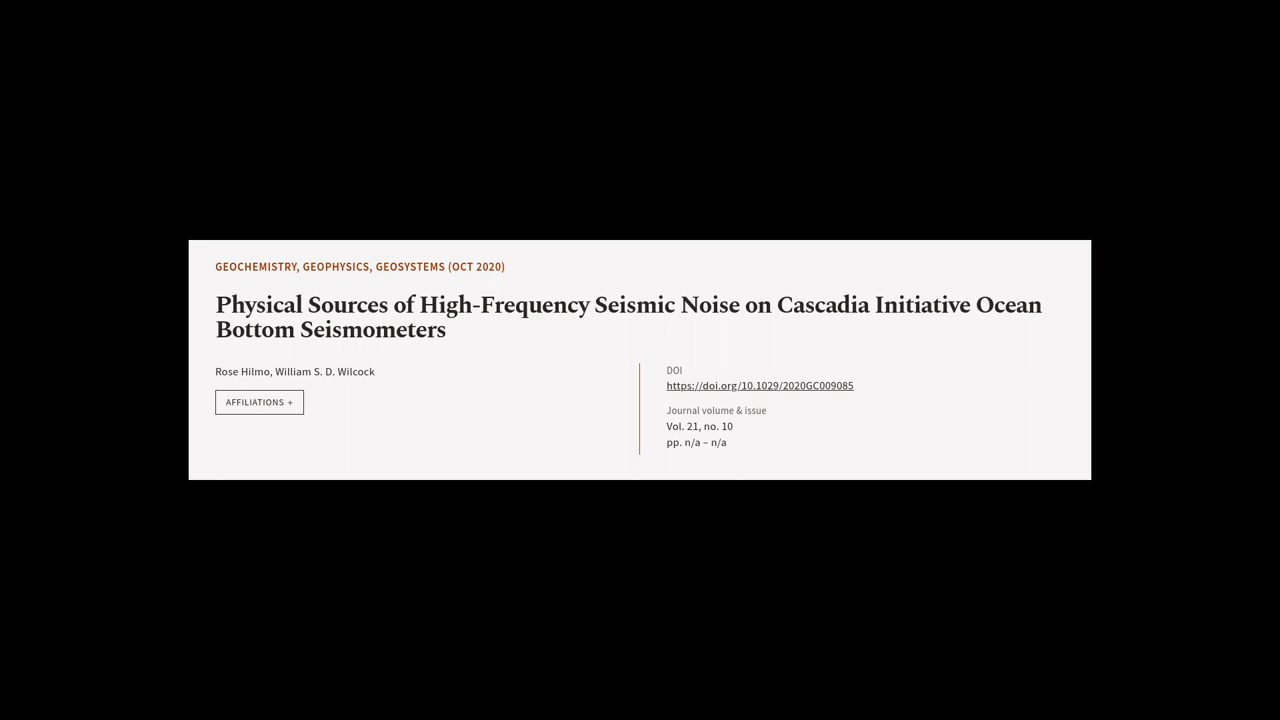 GEOCHEMISTRY, GEOPHYSICS, GEOSYSTEMS (OCT 2020)
Physical Sources of High-Frequency Seismic Noise on Cascadia Initiative Ocean
Bottom Seismometers
Rose Hilmo, William S. D. Wilcock
AFFILIATIONS +
DOI
https://doi.org/10.1029/2020GC009085
Journal volume & issue
Vol. 21, no. 10
pp. n/a – n/a